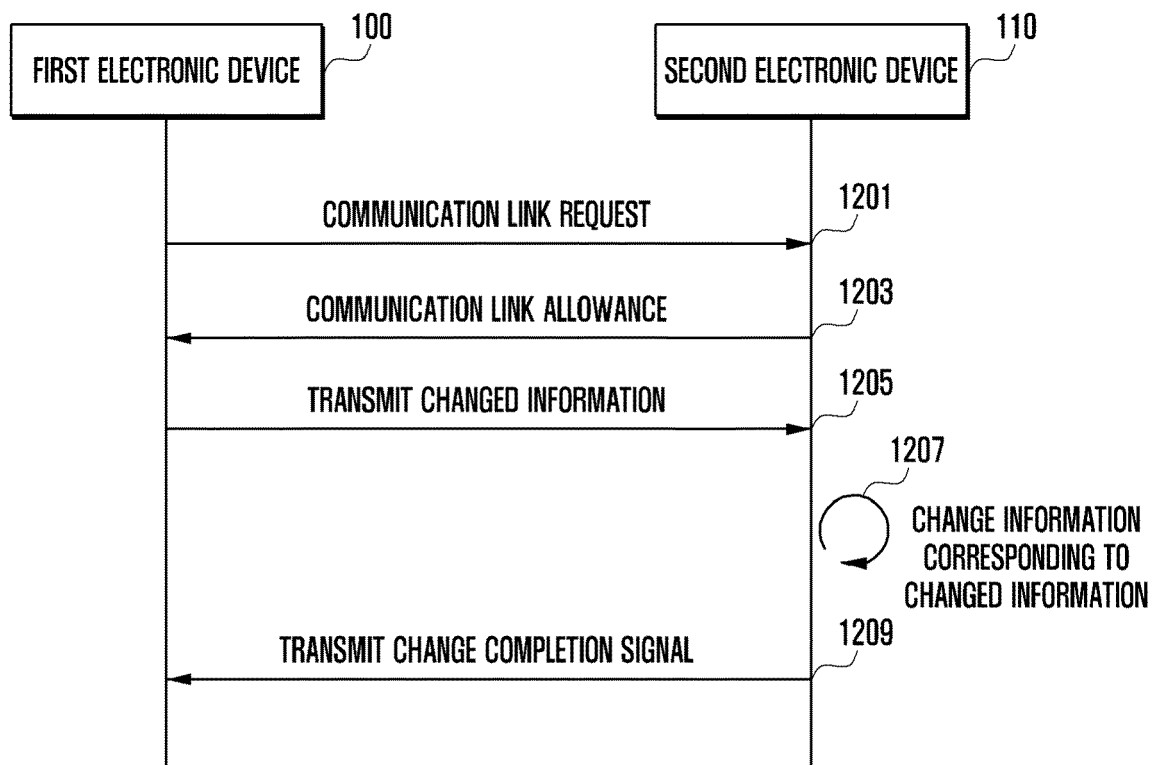 100
110
FIRST ELECTRONIC DEVICE
SECOND ELECTRONIC DEVICE
1201
COMMUNICATION LINK REQUEST
1203
COMMUNICATION LINK ALLOWANCE
1205
TRANSMIT CHANGED INFORMATION
1207
CHANGE INFORMATION
CORRESPONDING TO
CHANGED INFORMATION
1209
TRANSMIT CHANGE COMPLETION SIGNAL